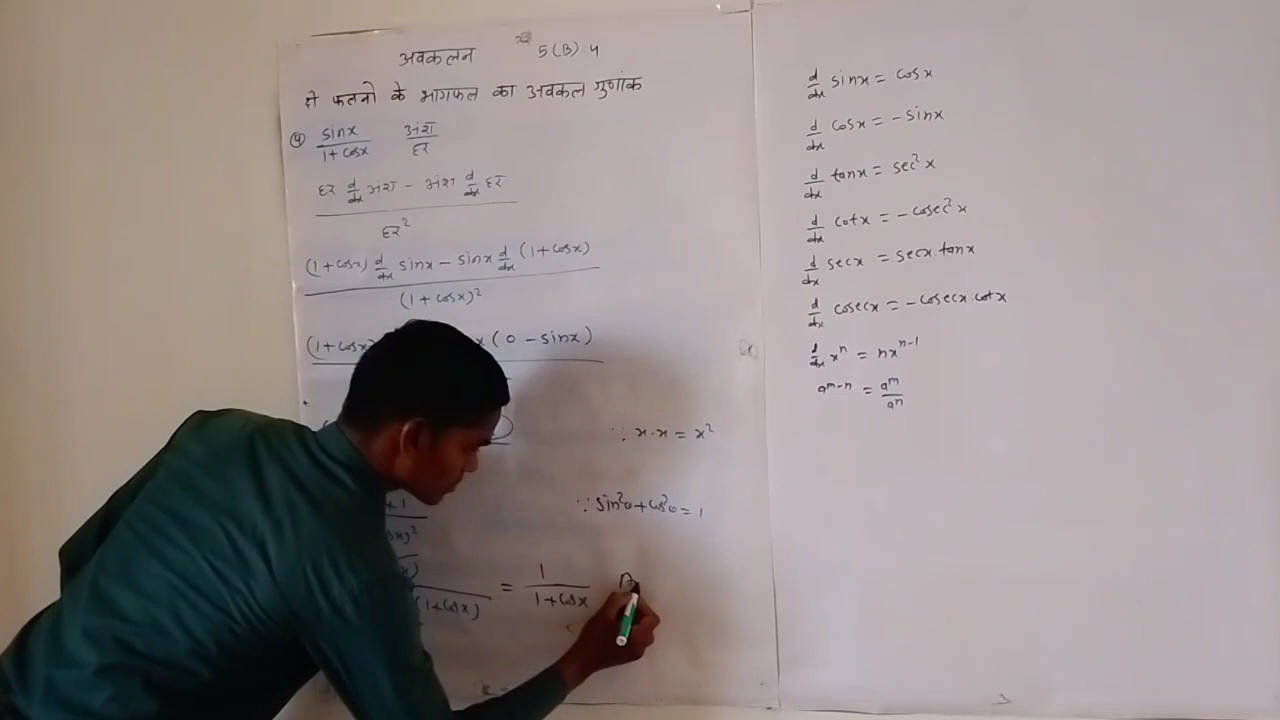 अवकलन 5(B).4
दो फलनो के भागफल का अवकल गुणांक
④ sinx/1+cosx अंश/हर
हर d/dx अंश - अंश d/dx हर
हर²
(1+cosx) d/dx sinx - sinx d/dx (1+cosx)
(1+cosx)²
(1+cosx x (0 - sinx)
∵ x·x = x²
+1 ∵ sin²θ+cos²θ=1
(1+cosx) = 1/1+cosx
d/dx sinx = cosx
d/dx cosx = -sinx
d/dx tanx = sec²x
d/dx cotx = -cosec²x
d/dx secx = secx.tanx
d/dx cosecx = -cosecx.cotx
d/dx xⁿ = nxⁿ⁻¹
aᵐ⁻ⁿ = aᵐ/aⁿ